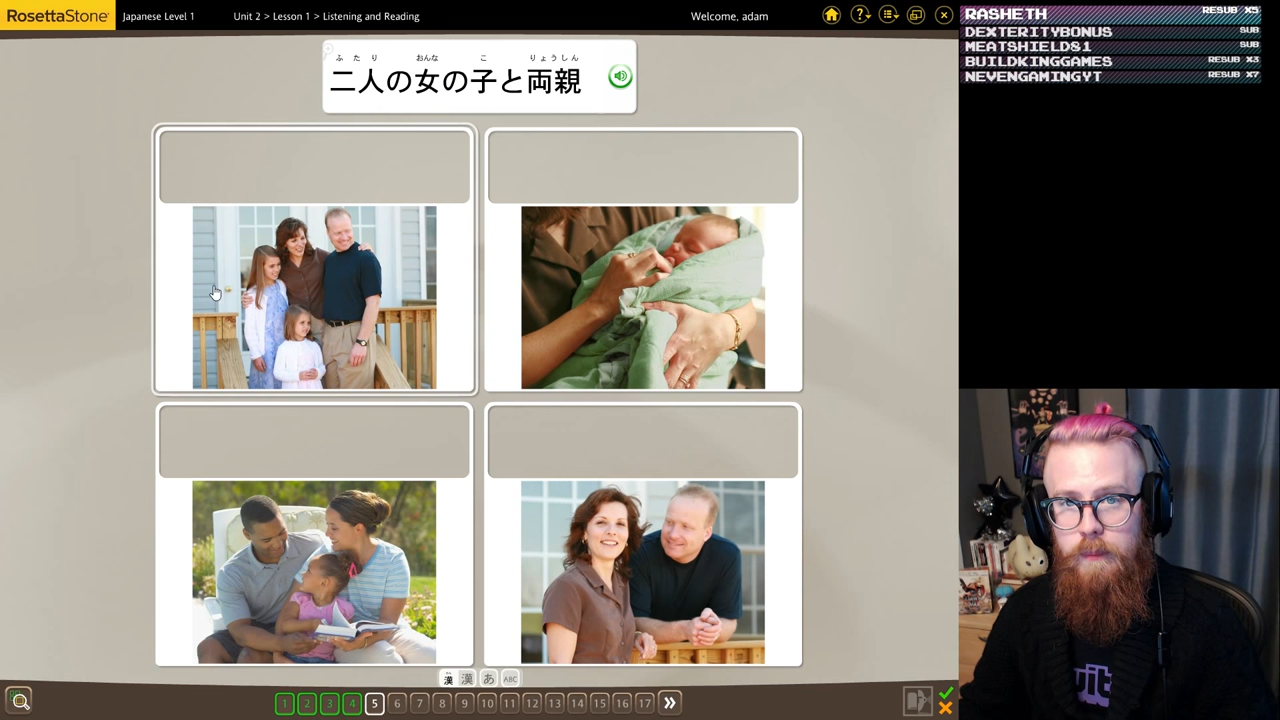 RosettaStone
Japanese Level 1
Unit 2 > Lesson 1 > Listening and Reading
Welcome, adam
RASHETH RESUB X5
DEXTERITYBONUS SUB
MEATSHIELD81 SUB
BUILDKINGGAMES RESUB X3
NEVENGAMINGYT RESUB X7
ふたり おんな こ りょうしん
二人の女の子と両親
漢 漢 あ ABC
1 2 3 4 5 6 7 8 9 10 11 12 13 14 15 16 17